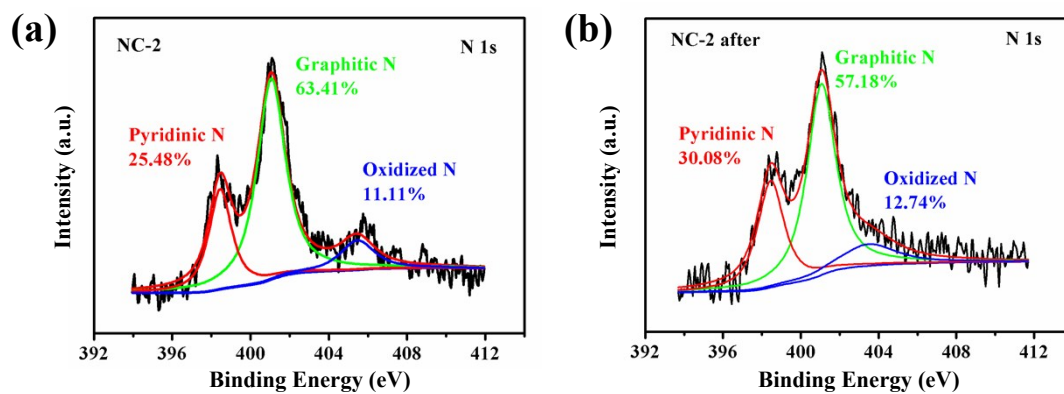 (a)
NC-2
N 1s
Graphitic N
63.41%
Pyridinic N
25.48%
Oxidized N
11.11%
Intensity (a.u.)
392 396 400 404 408 412
Binding Energy (eV)
(b)
NC-2 after
N 1s
Graphitic N
57.18%
Pyridinic N
30.08%
Oxidized N
12.74%
Intensity (a.u.)
392 396 400 404 408 412
Binding Energy (eV)